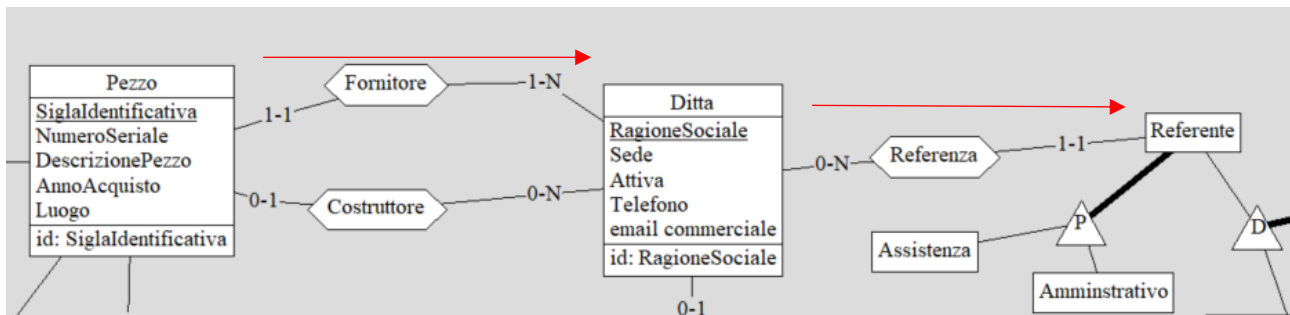 Pezzo
SiglaIdentificativa
NumeroSeriale
DescrizionePezzo
AnnoAcquisto
Luogo
id: SiglaIdentificativa
1-1
Fornitore
1-N
0-1
Costruttore
0-N
Ditta
RagioneSociale
Sede
Attiva
Telefono
email commerciale
id: RagioneSociale
0-1
0-N
Referenza
1-1
Referente
P
D
Assistenza
Amminstrativo